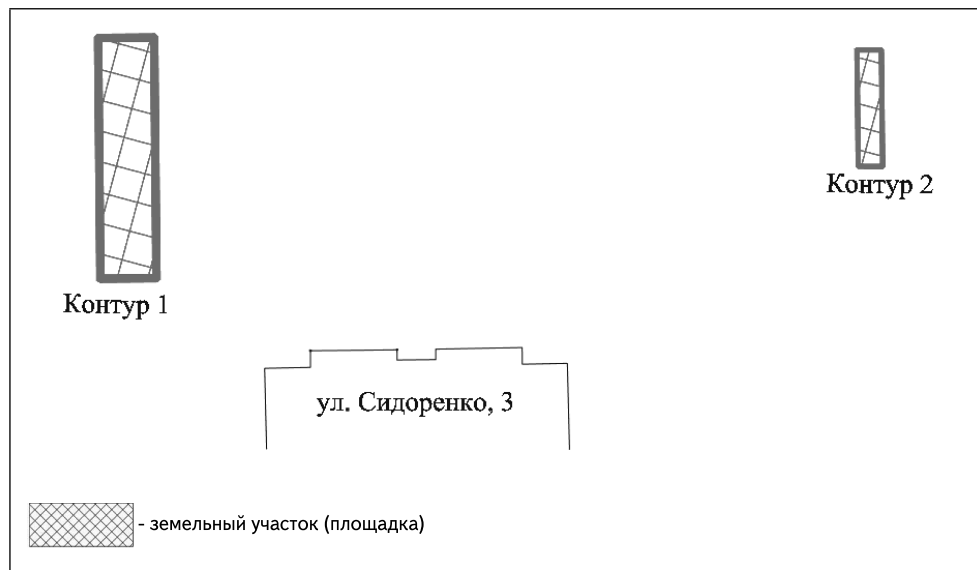 Контур 2
Контур 1
ул. Сидоренко, 3
- земельный участок (площадка)